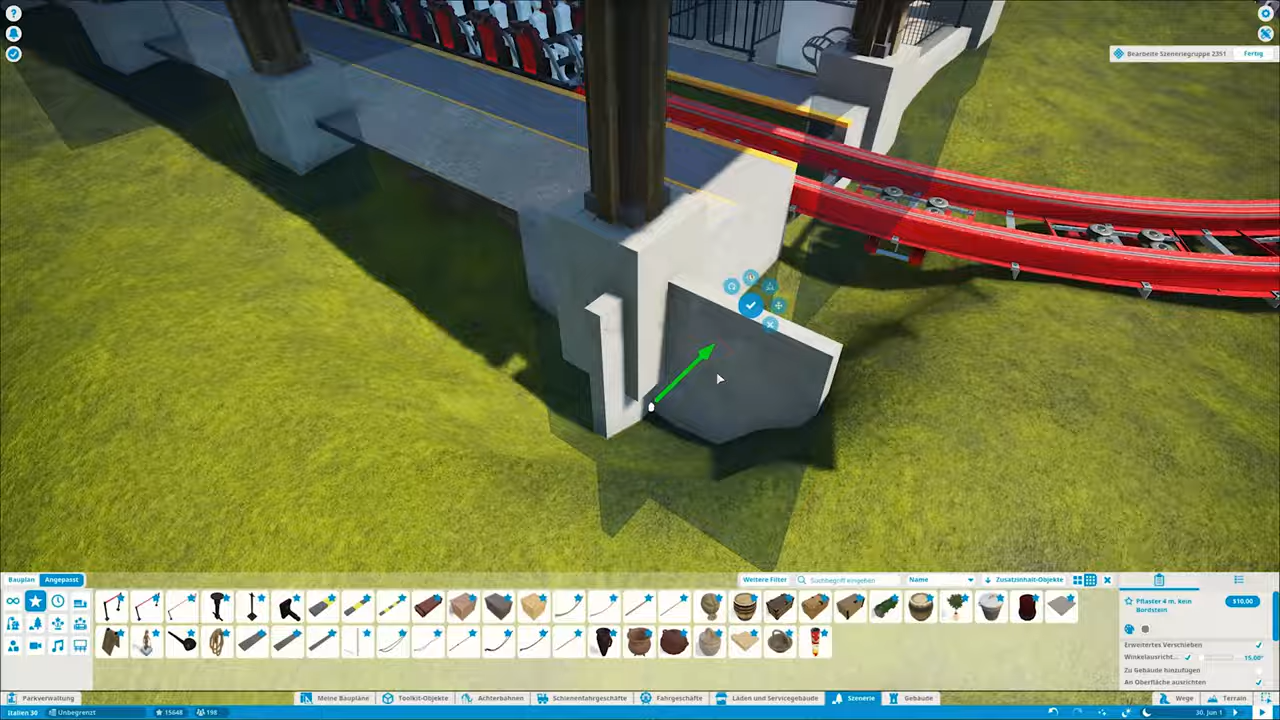 Bearbeite Szeneriegruppe 2351
Fertig
Bauplan
Angepasst
Weitere Filter
Suchbegriff eingeben
Name
Zusatzinhalt-Objekte
Pflaster 4 m, kein Bordstein
$10,00
Erweitertes Verschieben
Winkelausricht...
15,00°
Zu Gebäude hinzufügen
An Oberfläche ausrichten
Parkverwaltung
Meine Baupläne
Toolkit-Objekte
Achterbahnen
Schienenfahrgeschäfte
Fahrgeschäfte
Läden und Servicegebäude
Szenerie
Gebäude
Wege
Terrain
Italien 30
Unbegrenzt
15648
198
30. Jun 1